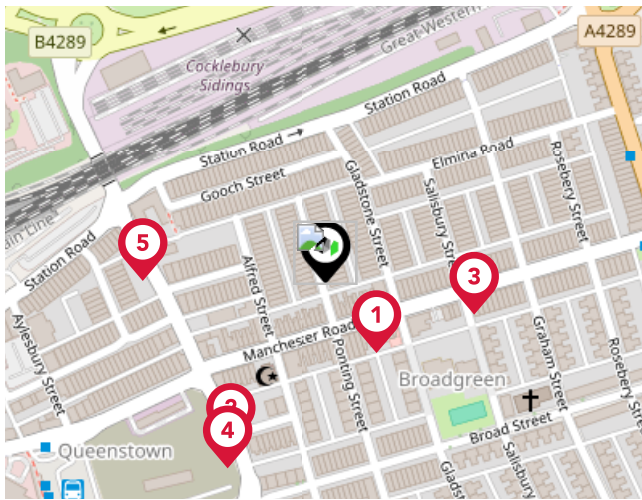 B4289
A4289
Great Western
Cocklebury
Sidings
Station Road
Station Road →
Elmina Road
Rosebery Street
Gooch Street
Gladstone Street
Salisbury Street
ain Line
Station Road
5
Alfred Street
3
1
Manchester Road
Aylesbury Street
Ponting Street
Graham Street
Rosebery
Broadgreen
4
Broad Street
Queenstown
Glads
Salisbury